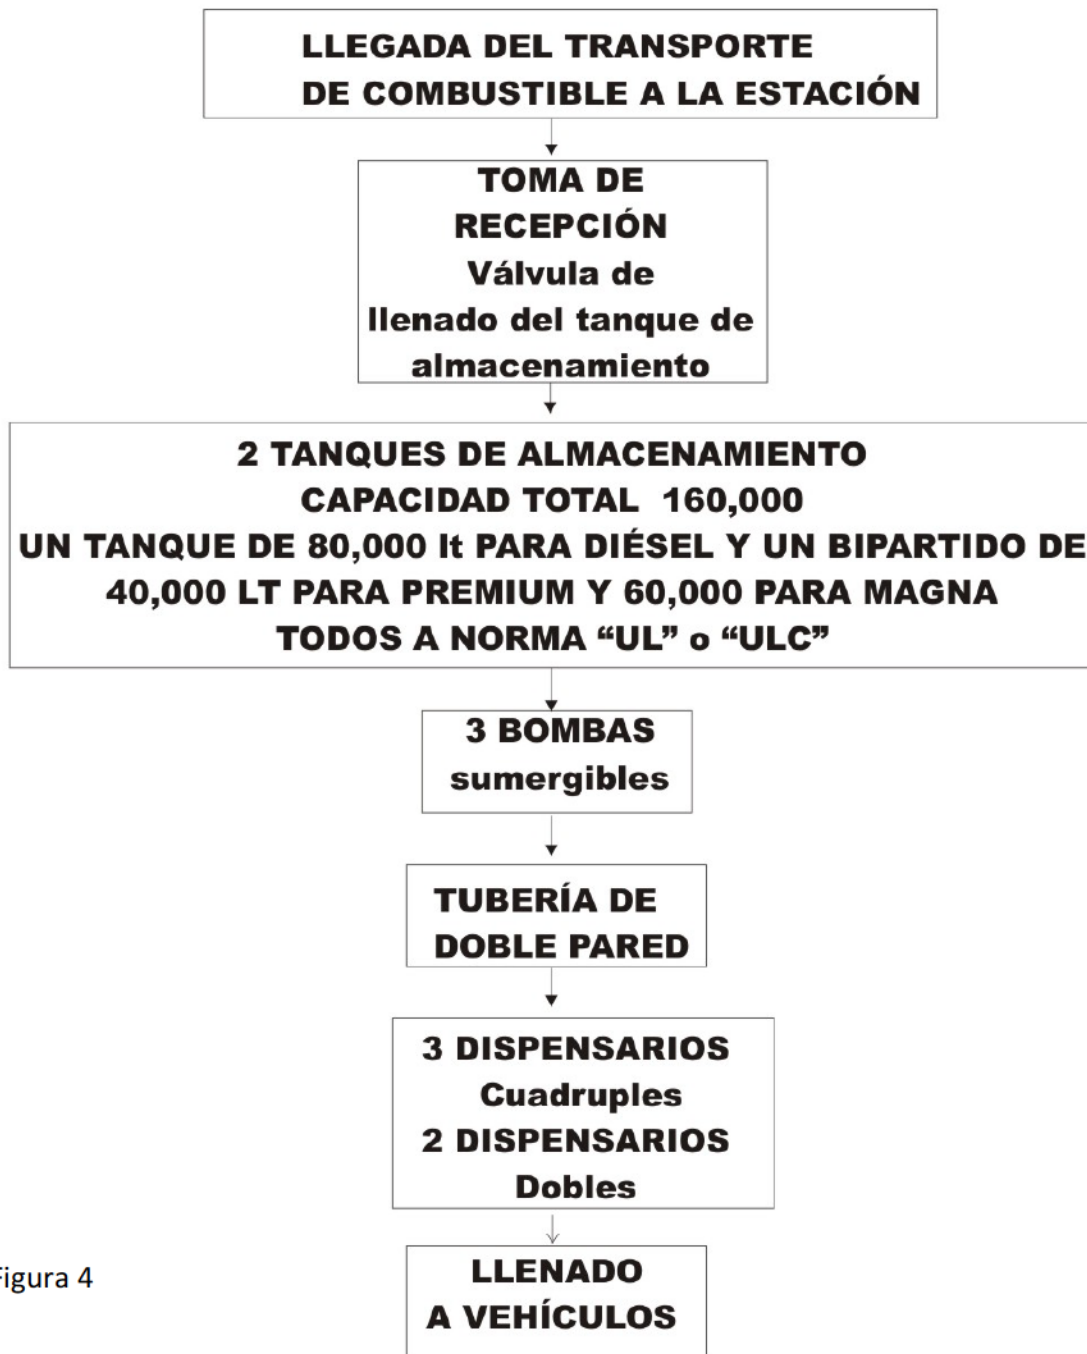 LLEGADA DEL TRANSPORTE
DE COMBUSTIBLE A LA ESTACIÓN
TOMA DE
RECEPCIÓN
Válvula de
llenado del tanque de
almacenamiento
2 TANQUES DE ALMACENAMIENTO
CAPACIDAD TOTAL 160,000
UN TANQUE DE 80,000 lt PARA DIÉSEL Y UN BIPARTIDO DE
40,000 LT PARA PREMIUM Y 60,000 PARA MAGNA
TODOS A NORMA “UL” o “ULC”
3 BOMBAS
sumergibles
TUBERÍA DE
DOBLE PARED
3 DISPENSARIOS
Cuadruples
2 DISPENSARIOS
Dobles
LLENADO
A VEHÍCULOS
Figura 4